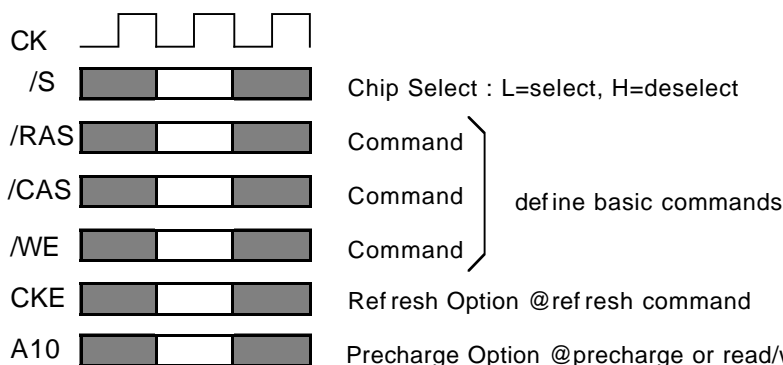 CK
/S Chip Select : L=select, H=deselect
/RAS Command
/CAS Command define basic commands
/WE Command
CKE Refresh Option @refresh command
A10 Precharge Option @precharge or read/w